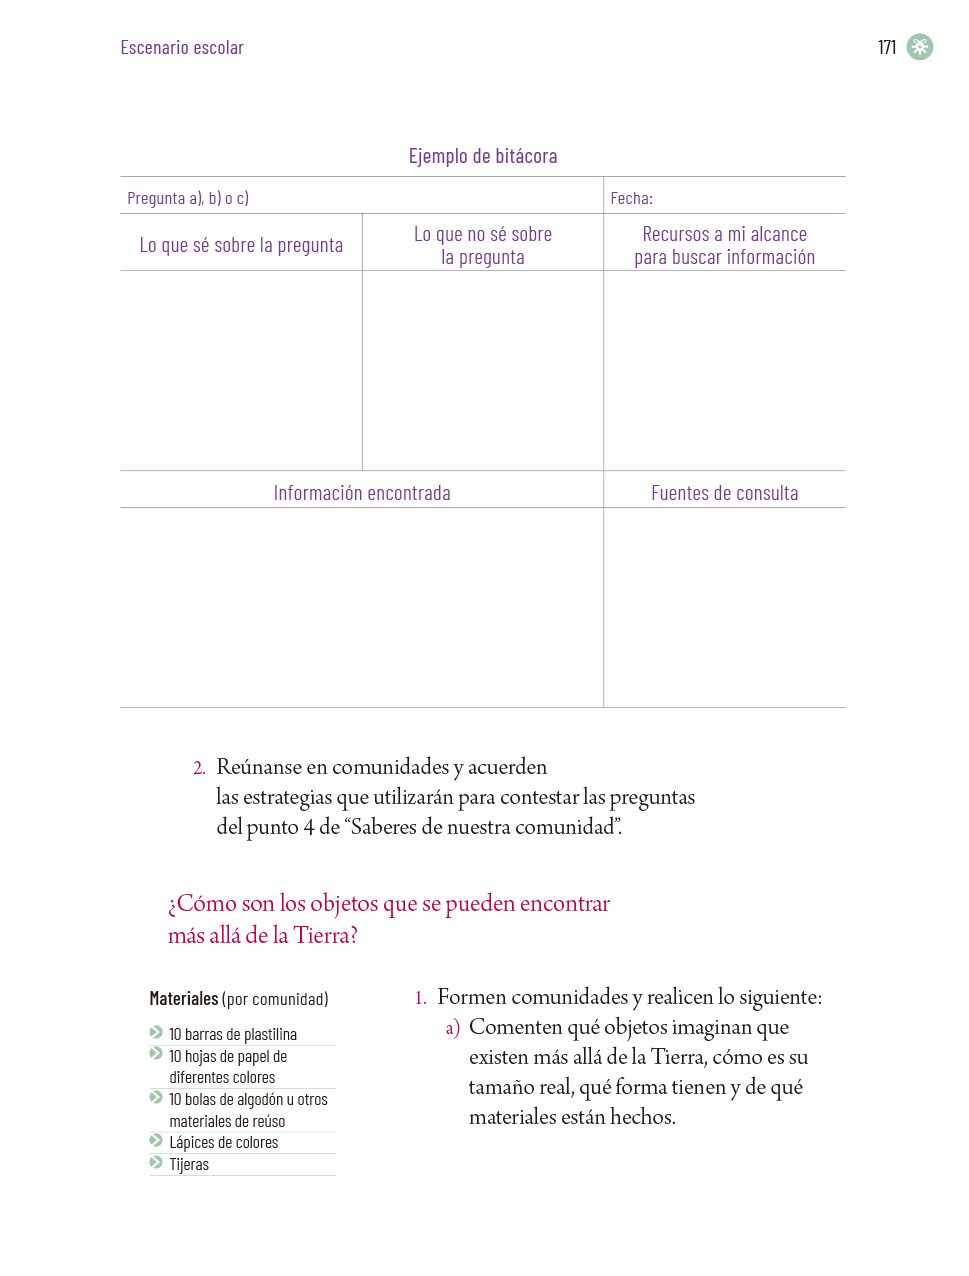 Escenario escolar
171
Ejemplo de bitácora
Pregunta a), b) o c)
Fecha:
Lo que sé sobre la pregunta
Lo que no sé sobre
la pregunta
Recursos a mi alcance
para buscar información
Información encontrada
Fuentes de consulta
2. Reúnanse en comunidades y acuerden
las estrategias que utilizarán para contestar las preguntas
del punto 4 de “Saberes de nuestra comunidad”.
¿Cómo son los objetos que se pueden encontrar
más allá de la Tierra?
Materiales (por comunidad)
10 barras de plastilina
10 hojas de papel de
diferentes colores
10 bolas de algodón u otros
materiales de reúso
Lápices de colores
Tijeras
1. Formen comunidades y realicen lo siguiente:
a) Comenten qué objetos imaginan que
existen más allá de la Tierra, cómo es su
tamaño real, qué forma tienen y de qué
materiales están hechos.